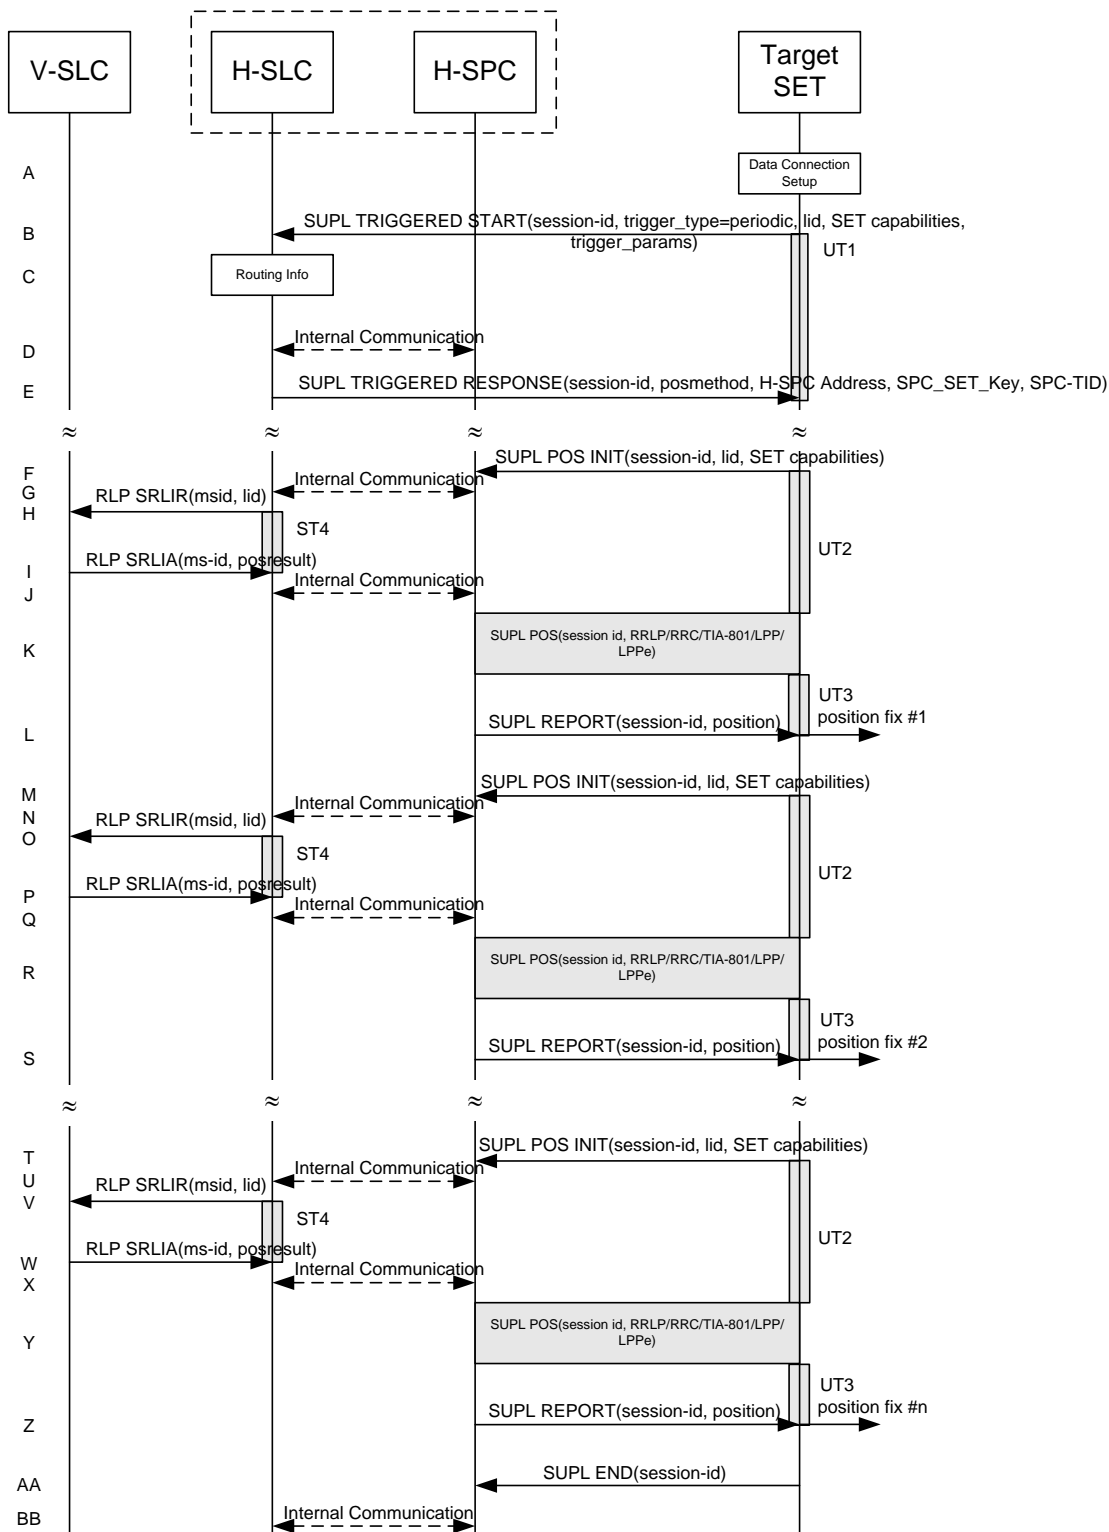 V-SLC
H-SLC
H-SPC
Target
SET
A
Data Connection
Setup
B
SUPL TRIGGERED START(session-id, trigger_type=periodic, lid, SET capabilities,
trigger_params)
UT1
C
Routing Info
D
Internal Communication
E
SUPL TRIGGERED RESPONSE(session-id, posmethod, H-SPC Address, SPC_SET_Key, SPC-TID)
≈ ≈ ≈ ≈
F
SUPL POS INIT(session-id, lid, SET capabilities)
G
Internal Communication
H
RLP SRLIR(msid, lid)
ST4
UT2
I
RLP SRLIA(ms-id, posresult)
J
Internal Communication
K
SUPL POS(session id, RRLP/RRC/TIA-801/LPP/
LPPe)
UT3
position fix #1
L
SUPL REPORT(session-id, position)
M
SUPL POS INIT(session-id, lid, SET capabilities)
N
Internal Communication
O
RLP SRLIR(msid, lid)
ST4
UT2
P
RLP SRLIA(ms-id, posresult)
Q
Internal Communication
R
SUPL POS(session id, RRLP/RRC/TIA-801/LPP/
LPPe)
UT3
position fix #2
S
SUPL REPORT(session-id, position)
≈ ≈ ≈ ≈
T
SUPL POS INIT(session-id, lid, SET capabilities)
U
Internal Communication
V
RLP SRLIR(msid, lid)
ST4
UT2
W
RLP SRLIA(ms-id, posresult)
X
Internal Communication
Y
SUPL POS(session id, RRLP/RRC/TIA-801/LPP/
LPPe)
UT3
position fix #n
Z
SUPL REPORT(session-id, position)
AA
SUPL END(session-id)
BB
Internal Communication